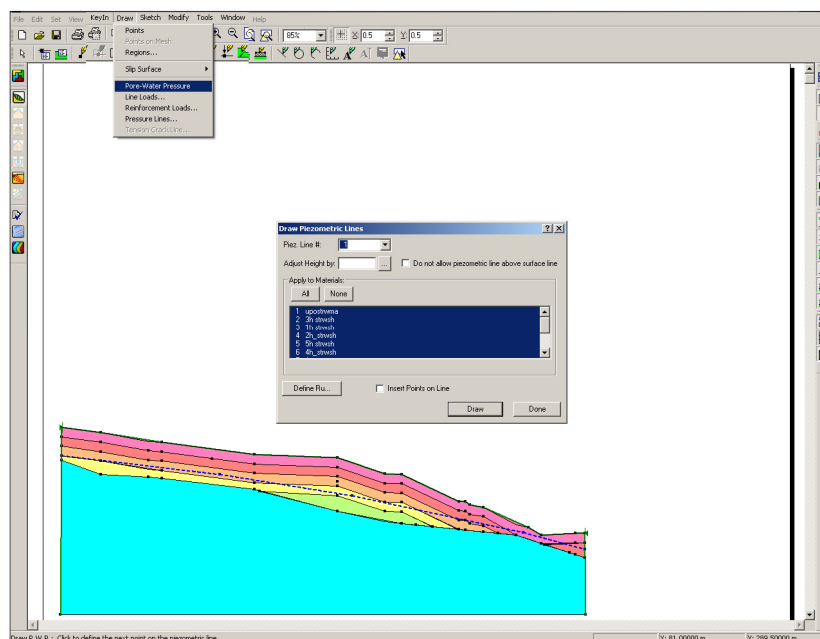 File Edit Set View KeyIn Draw Sketch Modify Tools Window Help
Points
Points on Mesh
Regions...
Slip Surface
Pore-Water Pressure
Line Loads...
Reinforcement Loads...
Pressure Lines...
Tension Crack Line...
85% X: 0.5 Y: 0.5
Draw Piezometric Lines
Piez. Line #: 1
Adjust Height by: ... Do not allow piezometric line above surface line
Apply to Materials:
All None
1 upostrwma
2 3h strwsh
3 1h strwsh
4 2h_strwsh
5 5h strwsh
6 4h_strwsh
Define Ru... Insert Points on Line
Draw Done
Draw P.W.P.: Click to define the next point on the piezometric line. X: 81.00000 m Y: 289.50000 m